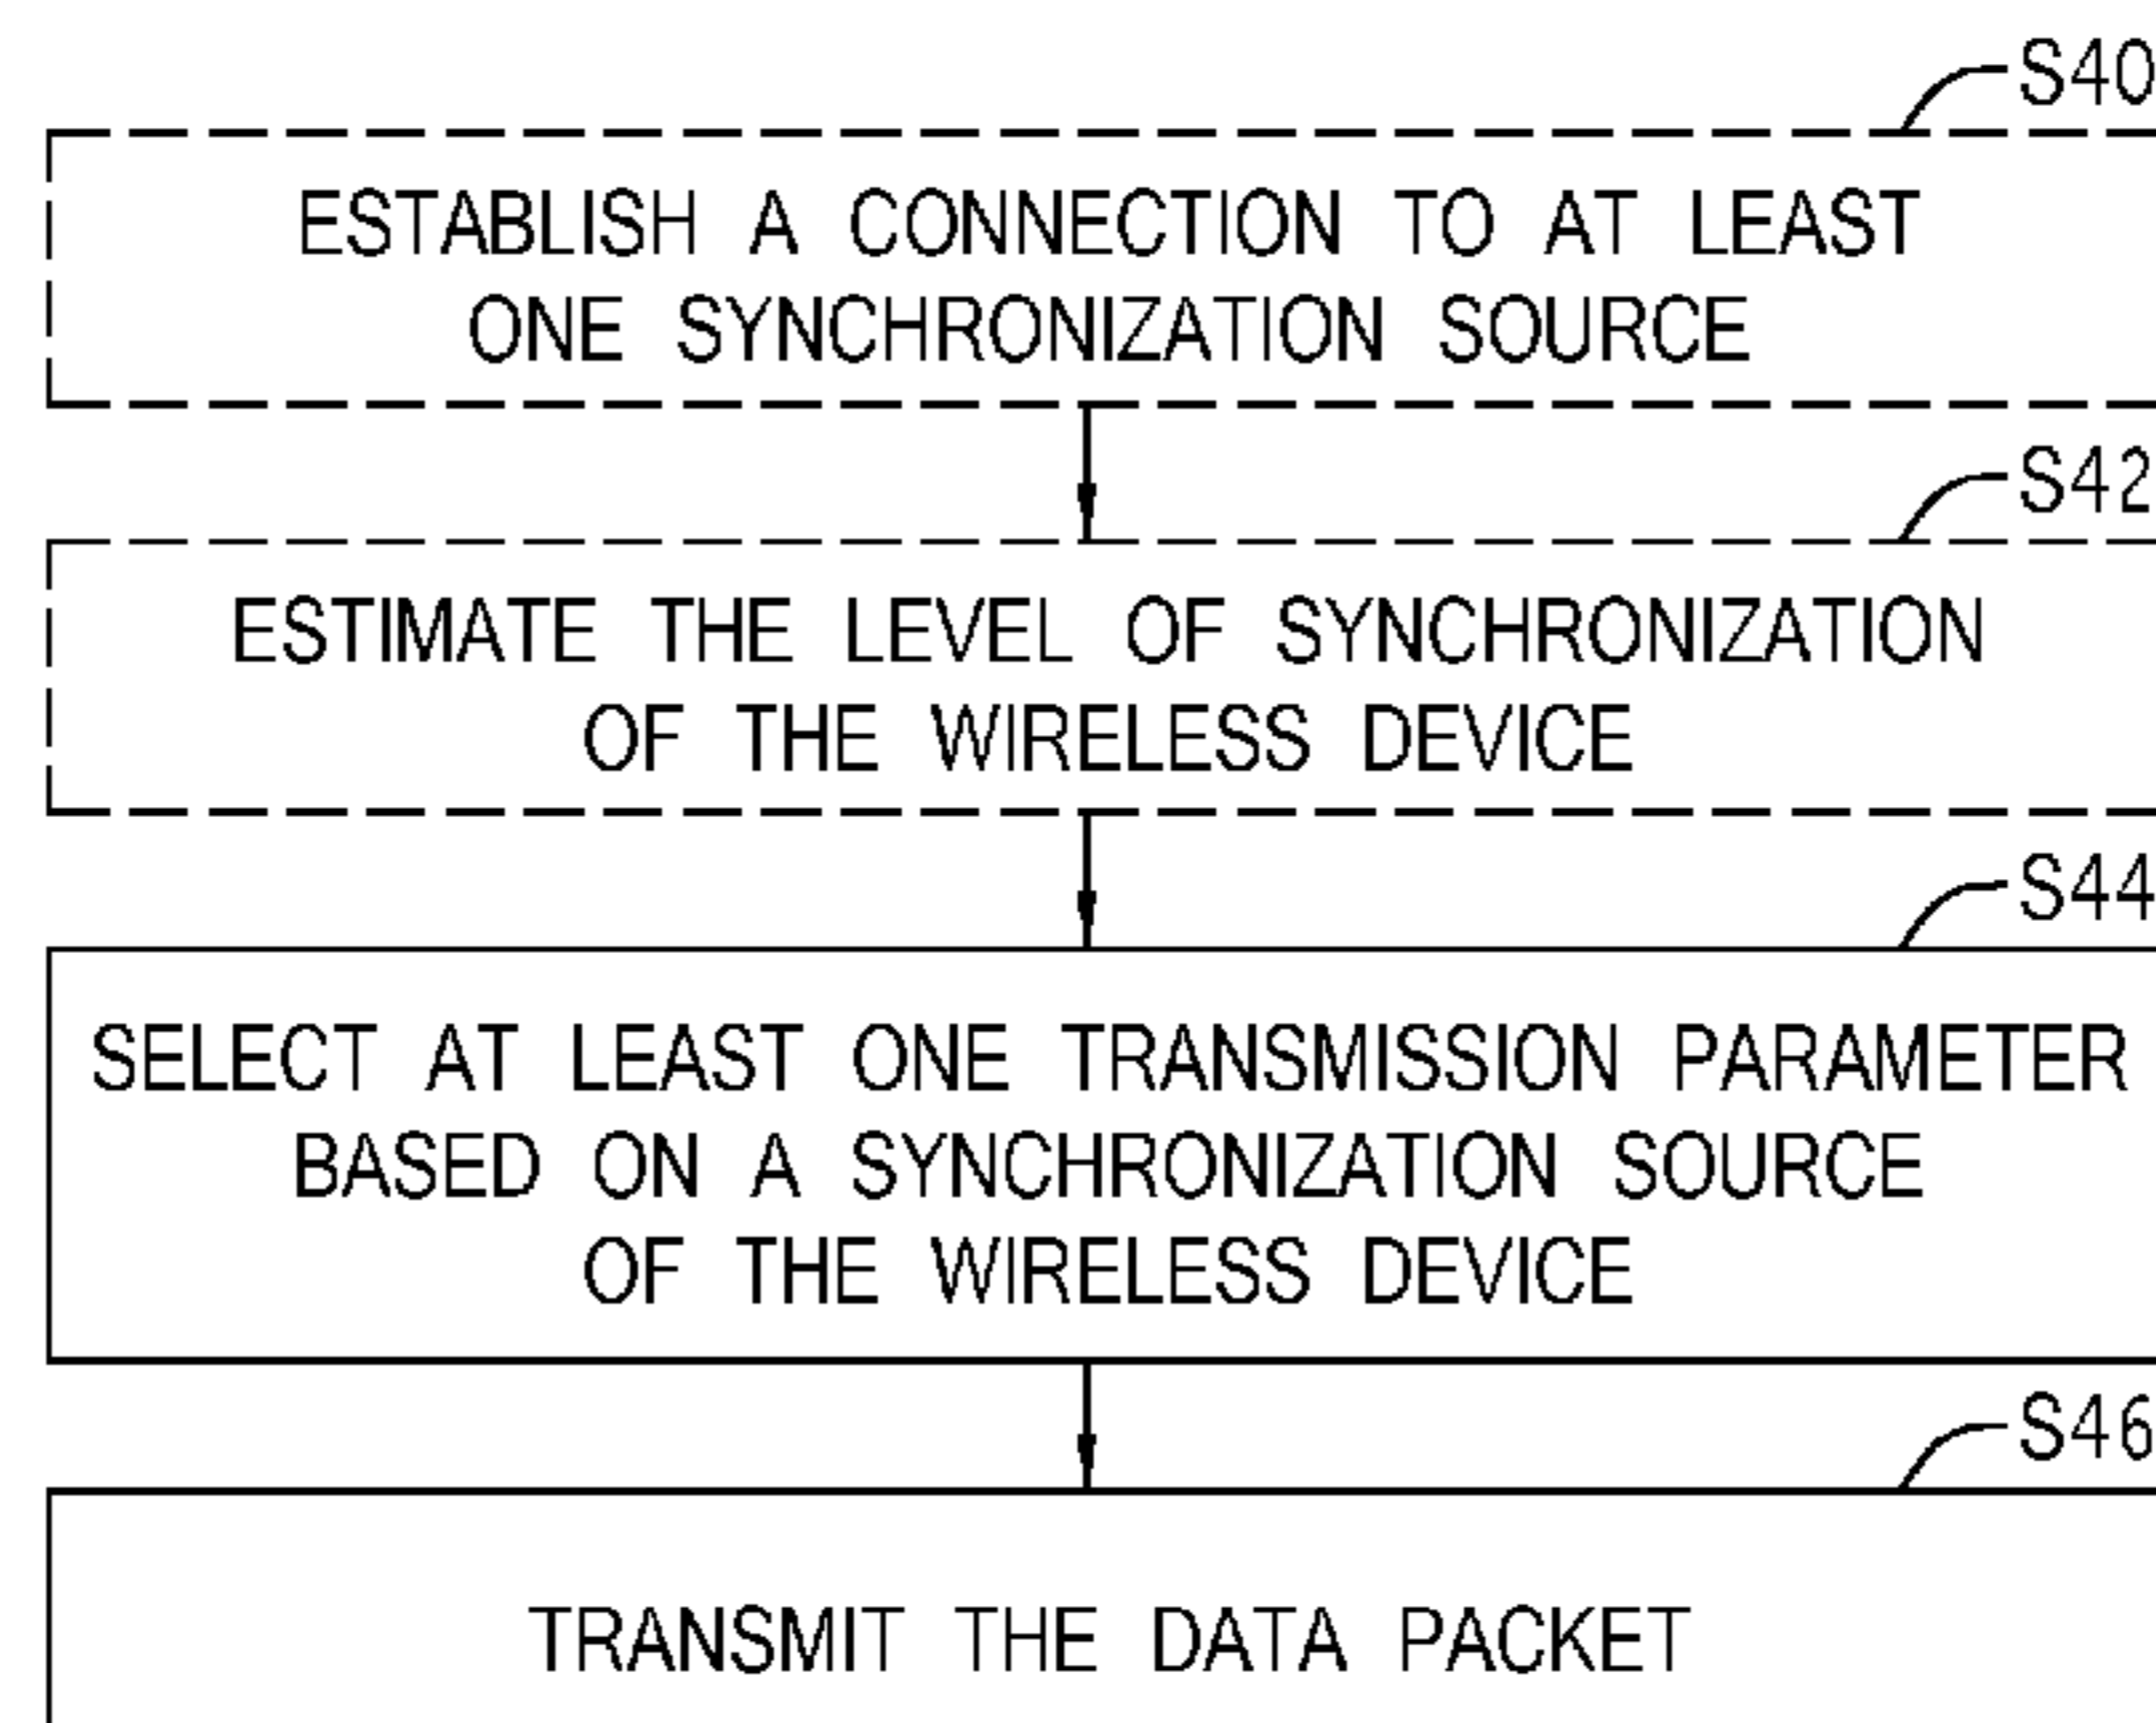 S40
ESTABLISH A CONNECTION TO AT LEAST
ONE SYNCHRONIZATION SOURCE
S42
ESTIMATE THE LEVEL OF SYNCHRONIZATION
OF THE WIRELESS DEVICE
S44
SELECT AT LEAST ONE TRANSMISSION PARAMETER
BASED ON A SYNCHRONIZATION SOURCE
OF THE WIRELESS DEVICE
S46
TRANSMIT THE DATA PACKET